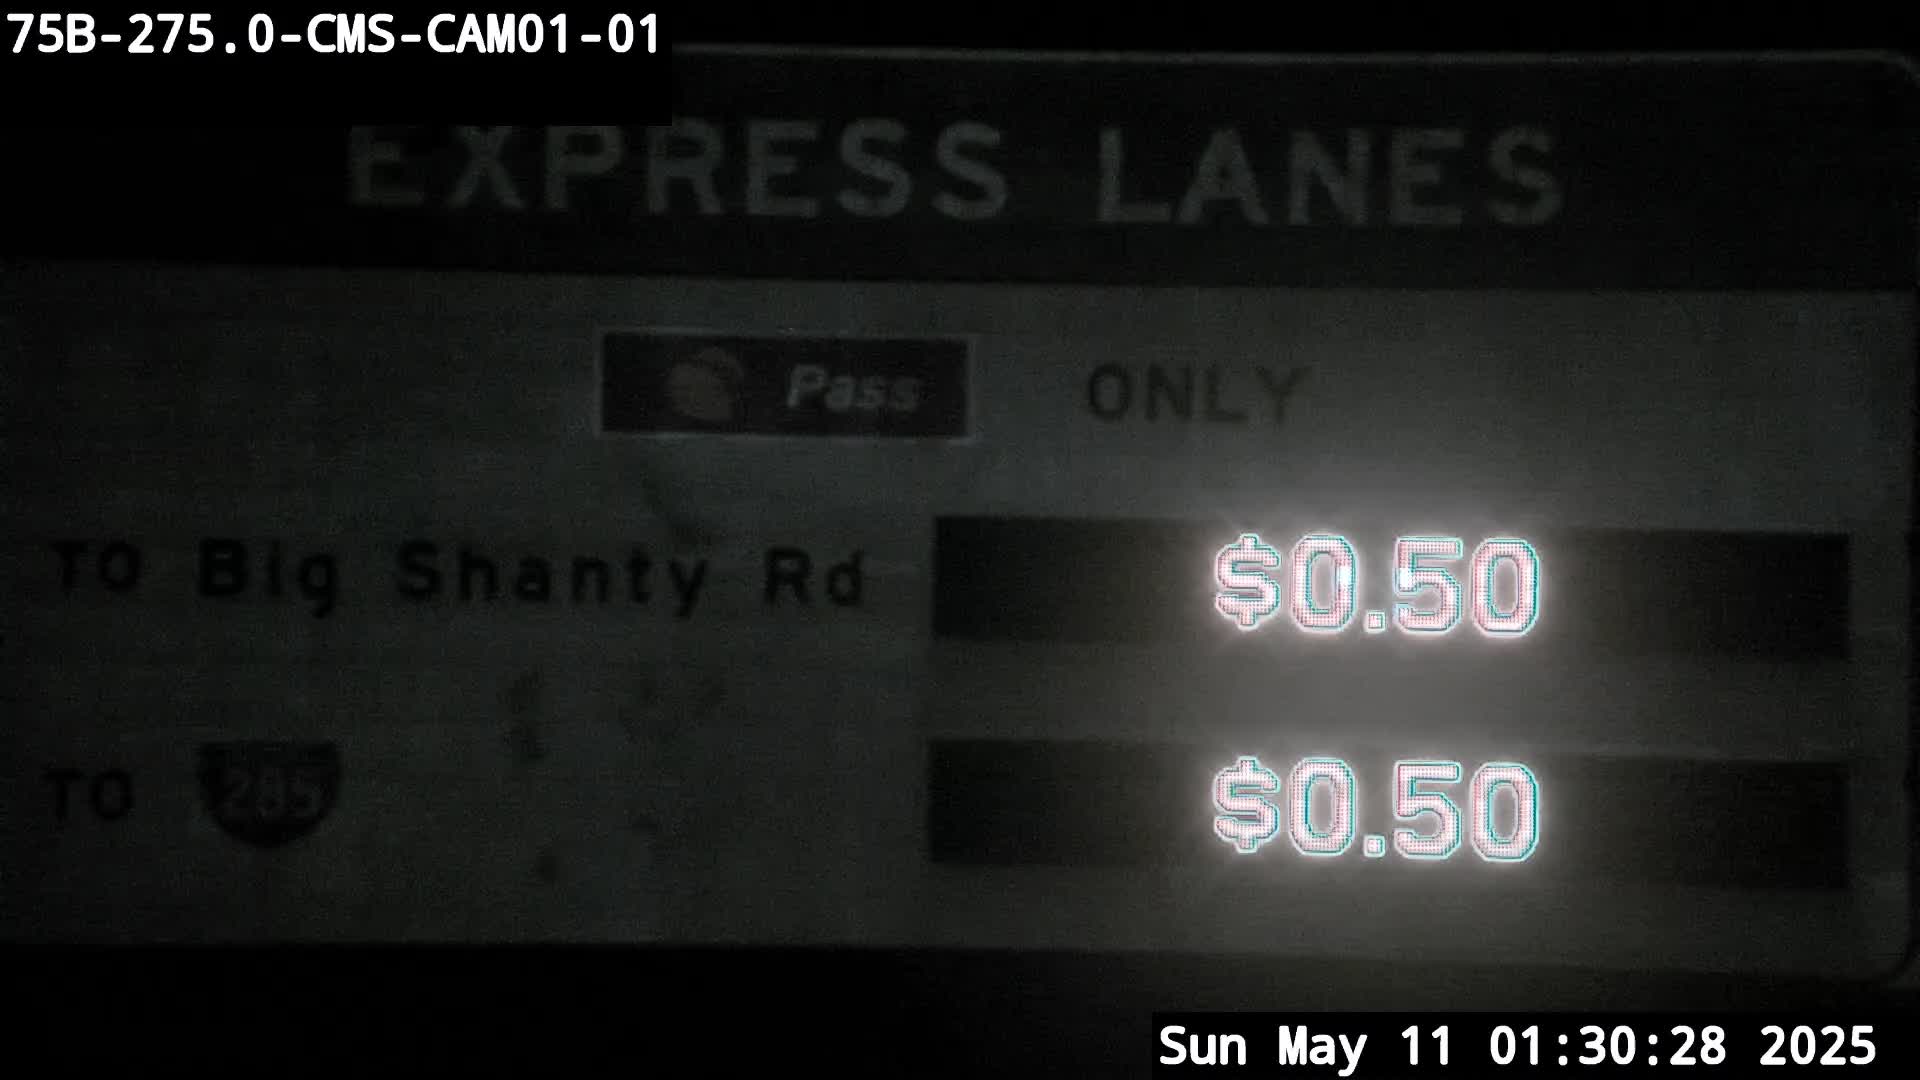 75B-275.0-CMS-CAM01-01
EXPRESS LANES
Pass ONLY
TO Big Shanty Rd $0.50
TO 285 $0.50
Sun May 11 01:30:28 2025